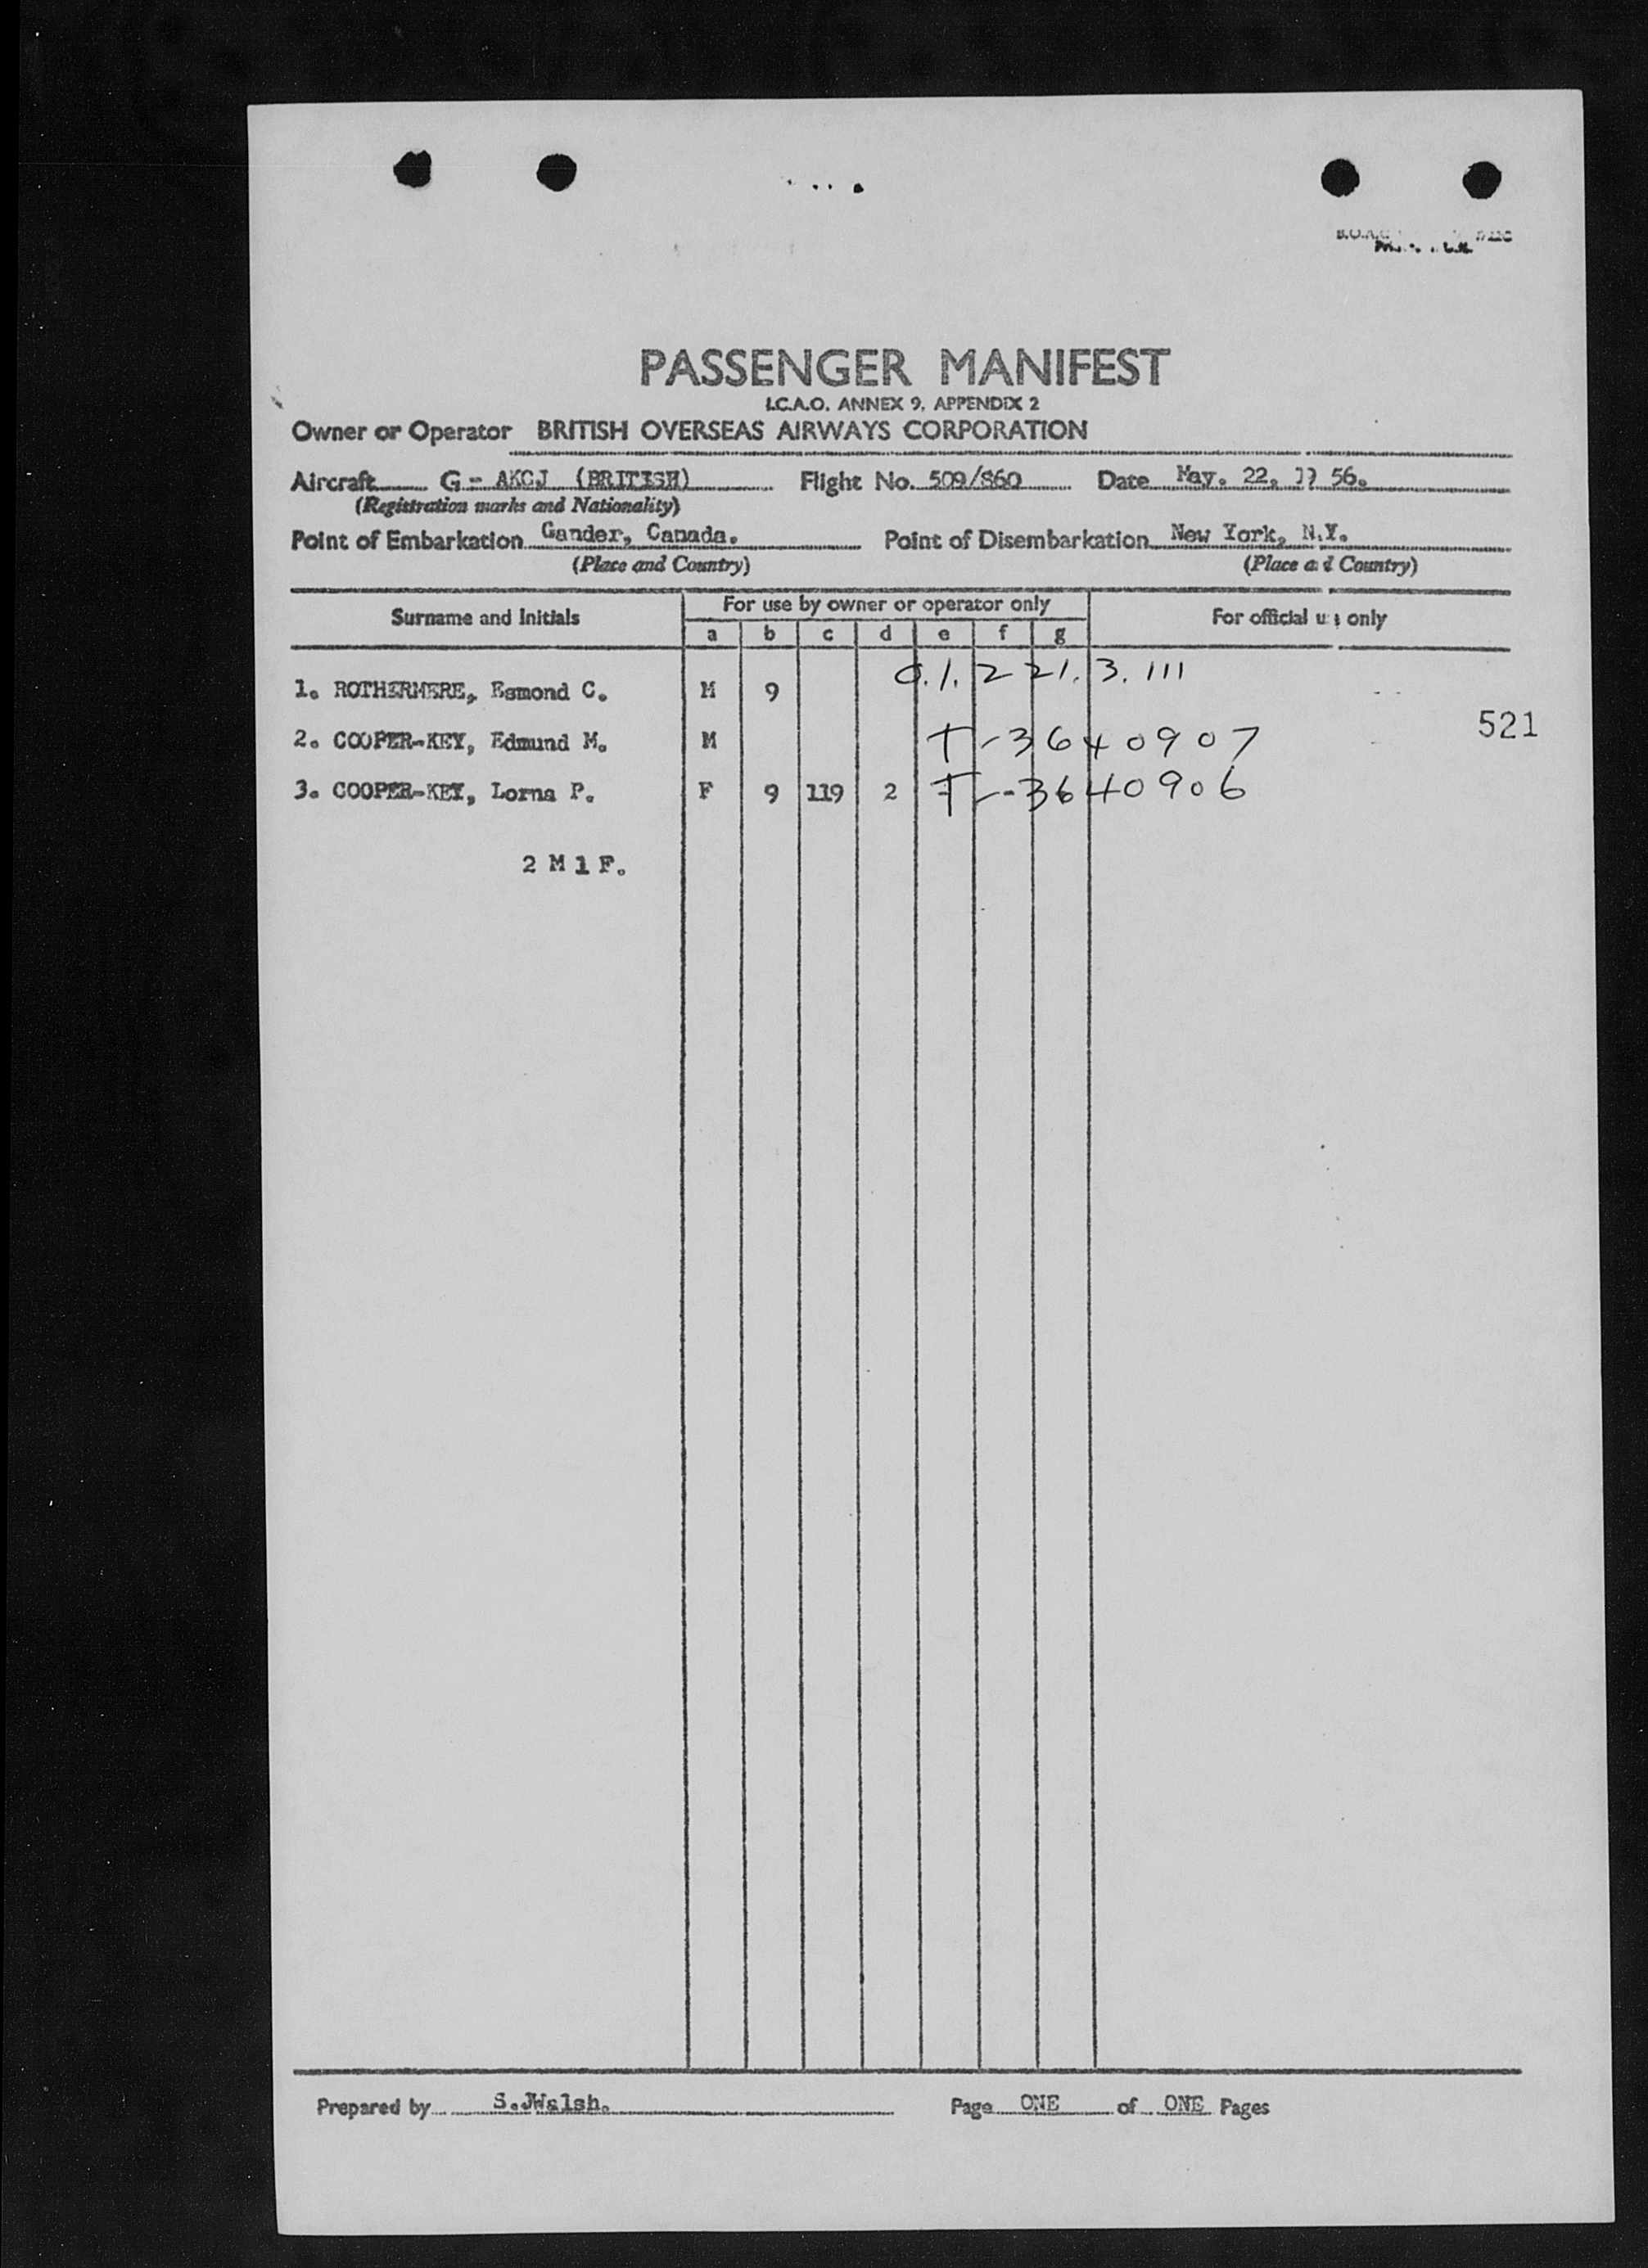 B.O.A.C
PASSENGER MANIFEST
I.C.A.O. ANNEX 9, APPENDIX 2
Owner or Operator BRITISH OVERSEAS AIRWAYS CORPORATION
Aircraft G - AKCJ (BRITISH) Flight No. 509/860 Date May. 22. 56.
(Registration marks and Nationality)
Point of Embarkation Gander, Canada. Point of Disembarkation New York, N.Y.
(Place and Country) (Place and Country)
Surname and Initials For use by owner or operator only For official use only
a b c d e f g
0.1.2 21. 3. 111
1. ROTHERMERE, Esmond C. M 9
521
2. COOPER-KEY, Edmund M. M T-3640907
3. COOPER-KEY, Lorna P. F 9 119 2 T--3640906
2 M 1 F.
Prepared by S.JWalsh. Page ONE of ONE Pages